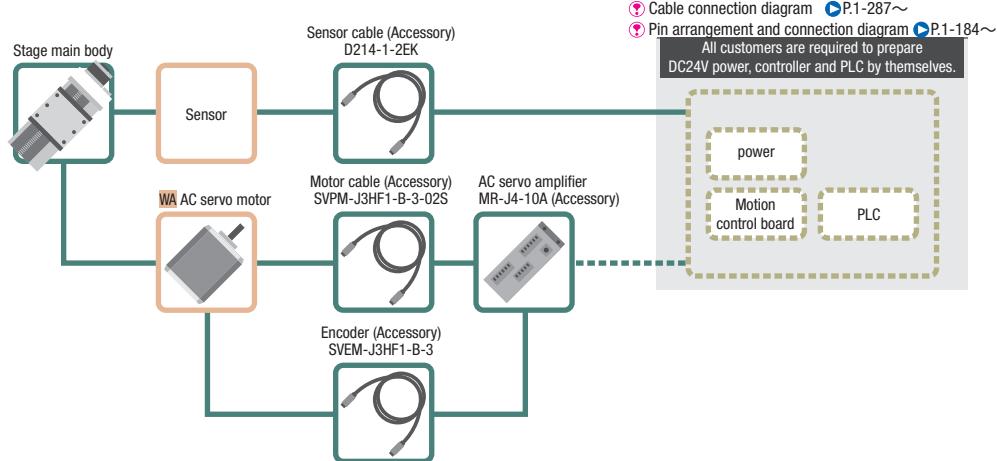 Cable connection diagram P.1-287～
Pin arrangement and connection diagram P.1-184～
All customers are required to prepare
DC24V power, controller and PLC by themselves.
Stage main body
Sensor
Sensor cable (Accessory)
D214-1-2EK
power
Motion
control board
PLC
WA AC servo motor
Motor cable (Accessory)
SVPM-J3HF1-B-3-02S
AC servo amplifier
MR-J4-10A (Accessory)
Encoder (Accessory)
SVEM-J3HF1-B-3